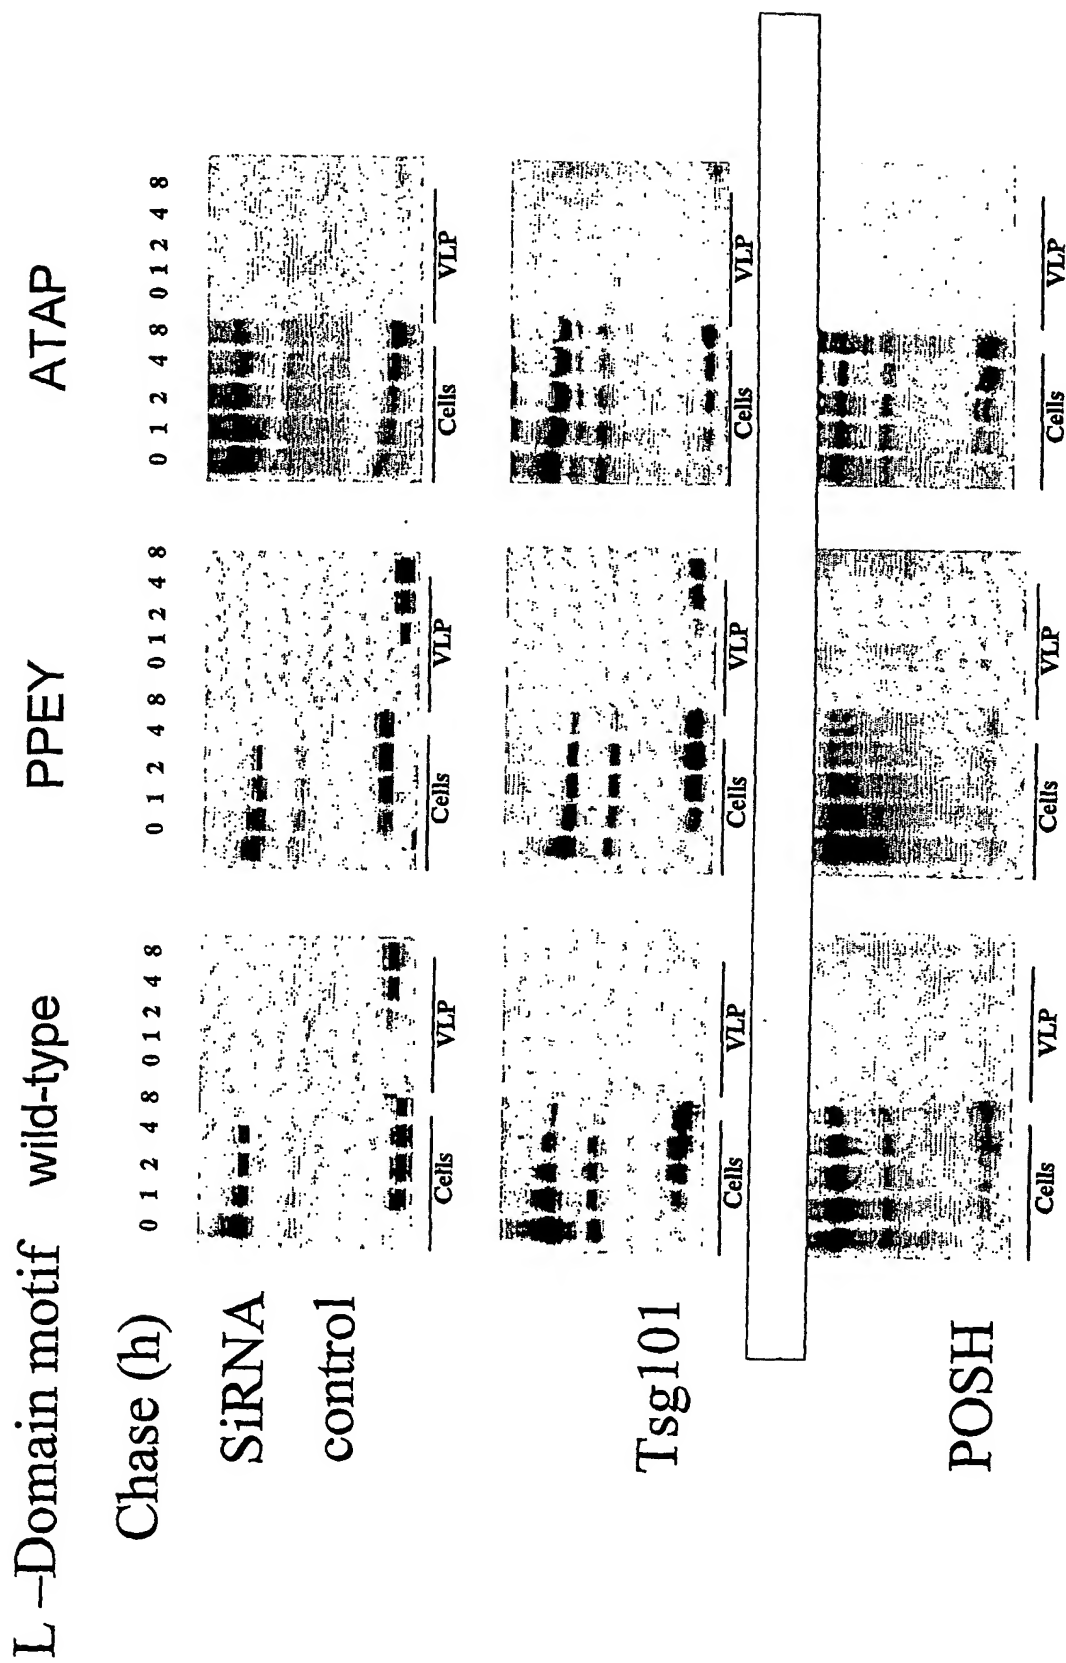 L –Domain motif wild-type PPEY ATAP
Chase (h) 0 1 2 4 8 0 1 2 4 8 0 1 2 4 8 0 1 2 4 8 0 1 2 4 8 0 1 2 4 8
SiRNA
control
Cells VLP Cells VLP Cells VLP
Tsg101
Cells VLP Cells VLP Cells VLP
POSH
Cells VLP Cells VLP Cells VLP